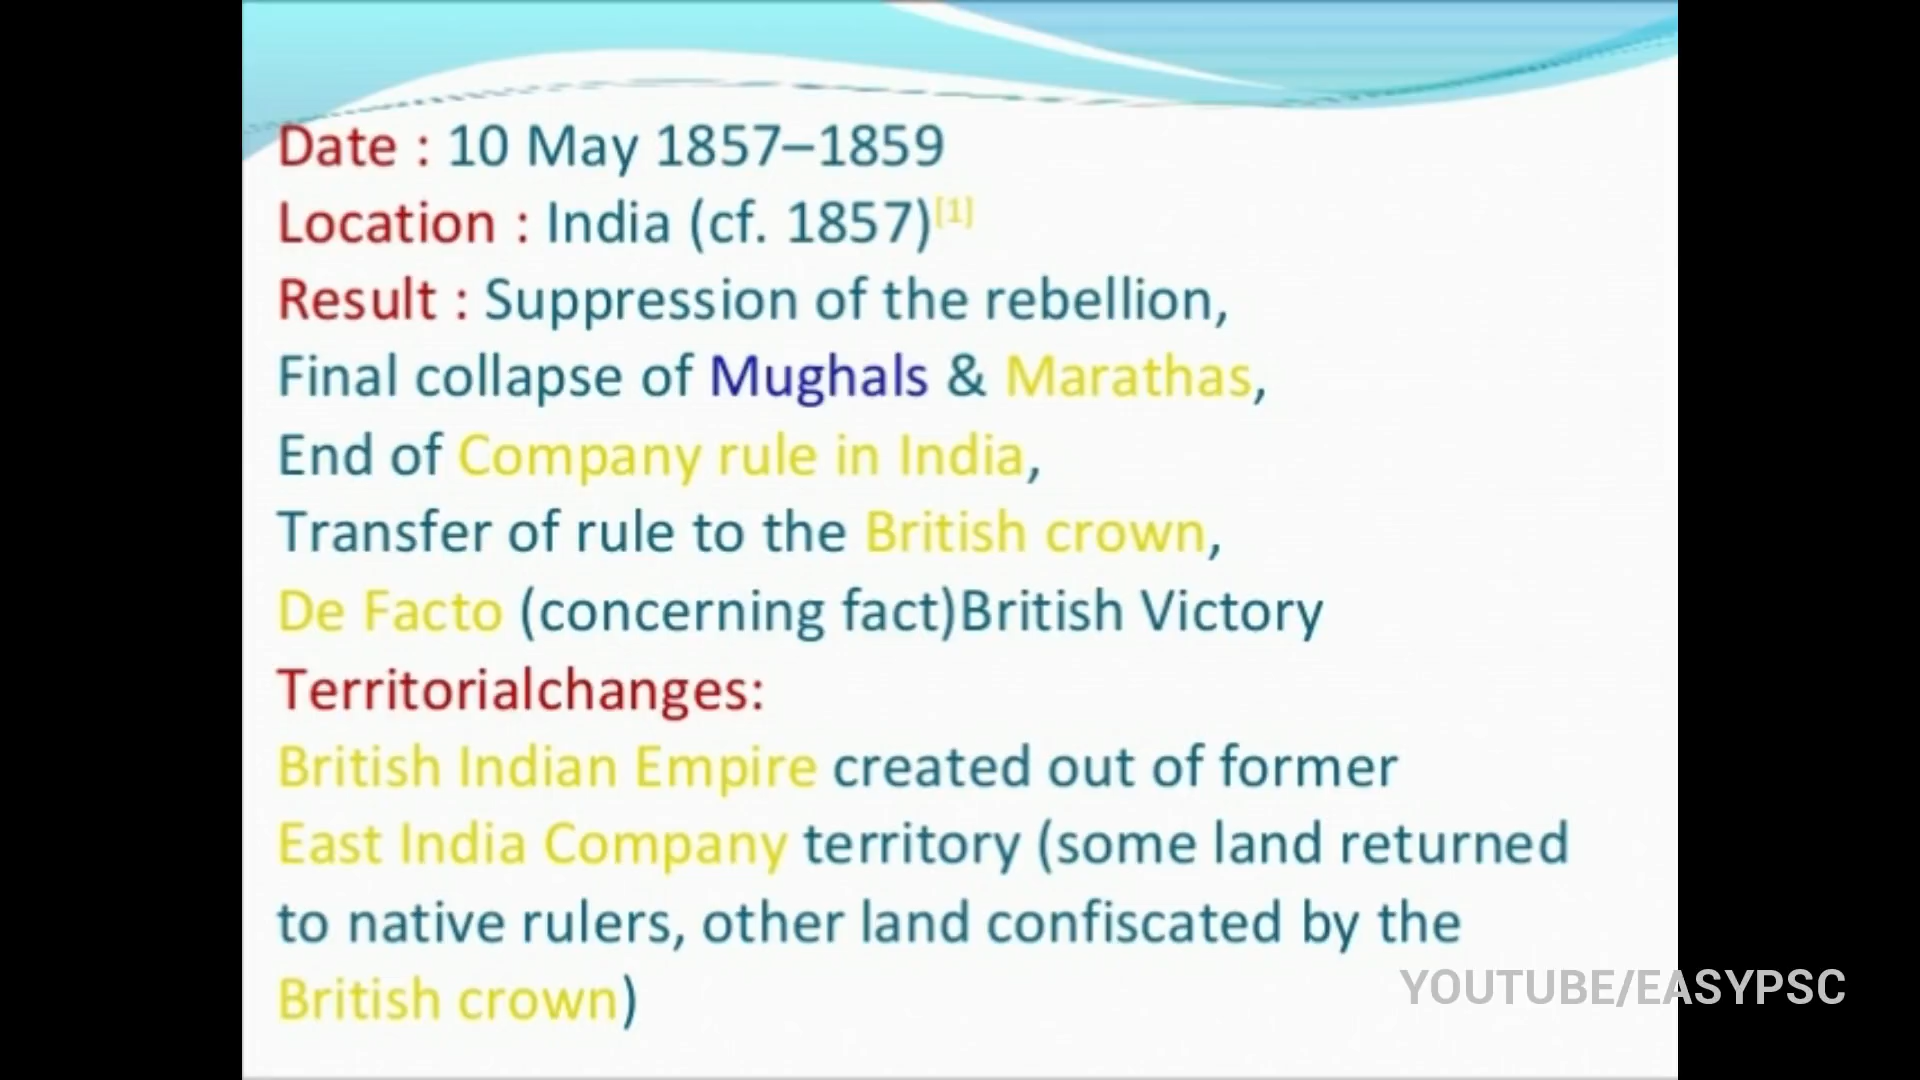 Date : 10 May 1857–1859
Location : India (cf. 1857)[1]
Result : Suppression of the rebellion,
Final collapse of Mughals & Marathas,
End of Company rule in India,
Transfer of rule to the British crown,
De Facto (concerning fact)British Victory
Territorialchanges:
British Indian Empire created out of former
East India Company territory (some land returned
to native rulers, other land confiscated by the
British crown)
YOUTUBE/EASYPSC